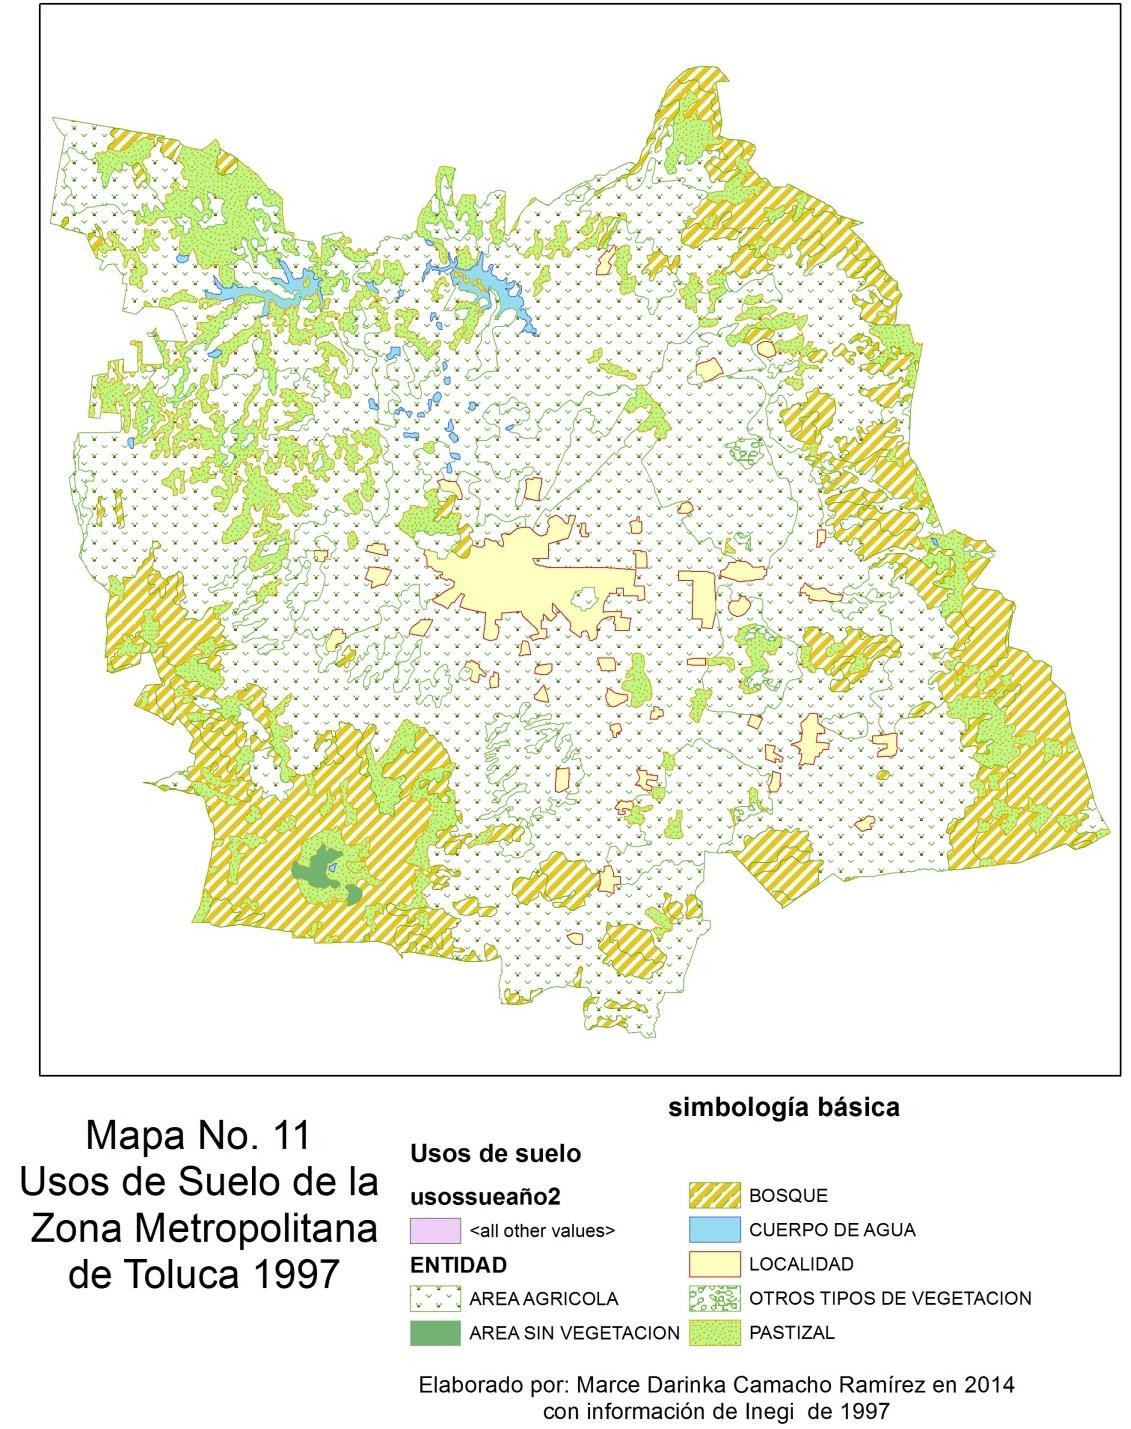 Mapa No. 11
Usos de Suelo de la
Zona Metropolitana
de Toluca 1997
simbología básica
Usos de suelo
usossueaño2
<all other values>
ENTIDAD
AREA AGRICOLA
AREA SIN VEGETACION
BOSQUE
CUERPO DE AGUA
LOCALIDAD
OTROS TIPOS DE VEGETACION
PASTIZAL
Elaborado por: Marce Darinka Camacho Ramírez en 2014
con información de Inegi  de 1997